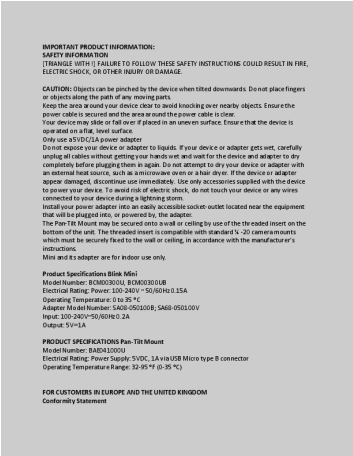 IMPORTANT PRODUCT INFORMATION:
SAFETY INFORMATION
[TRIANGLE WITH !] FAILURE TO FOLLOW THESE SAFETY INSTRUCTIONS COULD RESULT IN FIRE,
ELECTRIC SHOCK, OR OTHER INJURY OR DAMAGE.
CAUTION: Objects can be pinched by the device when tilted downwards. Do not place fingers
or objects along the path of any moving parts.
Keep the area around your device clear to avoid knocking over nearby objects. Ensure the
power cable is secured and the area around the power cable is clear.
Your device may slide or fall over if placed in an uneven surface. Ensure that the device is
operated on a flat, level surface.
Only use a 5VDC/1A power adapter
Do not expose your device or adapter to liquids. If your device or adapter gets wet, carefully
unplug all cables without getting your hands wet and wait for the device and adapter to dry
completely before plugging them in again. Do not attempt to dry your device or adapter with
an external heat source, such as a microwave oven or a hair dryer. If the device or adapter
appear damaged, discontinue use immediately. Use only accessories supplied with the device
to power your device. To avoid risk of electric shock, do not touch your device or any wires
connected to your device during a lightning storm.
Install your power adapter into an easily accessible socket-outlet located near the equipment
that will be plugged into, or powered by, the adapter.
The Pan-Tilt Mount may be secured onto a wall or ceiling by use of the threaded insert on the
bottom of the unit. The threaded insert is compatible with standard ¼ -20 camera mounts
which must be securely fixed to the wall or ceiling, in accordance with the manufacturer's
instructions.
Mini and its adapter are for indoor use only.
Product Specifications Blink Mini
Model Number: BCM00300U, BCM00300UB
Electrical Rating: Power: 100-240V ~ 50/60Hz 0.15A
Operating Temperature: 0 to 35 °C
Adapter Model Number: SA08-050100B; SA68-050100V
Input: 100-240V~50/60Hz 0.2A
Output: 5V⎓1A
PRODUCT SPECIFICATIONS Pan-Tilt Mount
Model Number: BAE041000U
Electrical Rating: Power Supply: 5VDC, 1A via USB Micro type B connector
Operating Temperature Range: 32-95 °F (0-35 °C)
FOR CUSTOMERS IN EUROPE AND THE UNITED KINGDOM
Conformity Statement